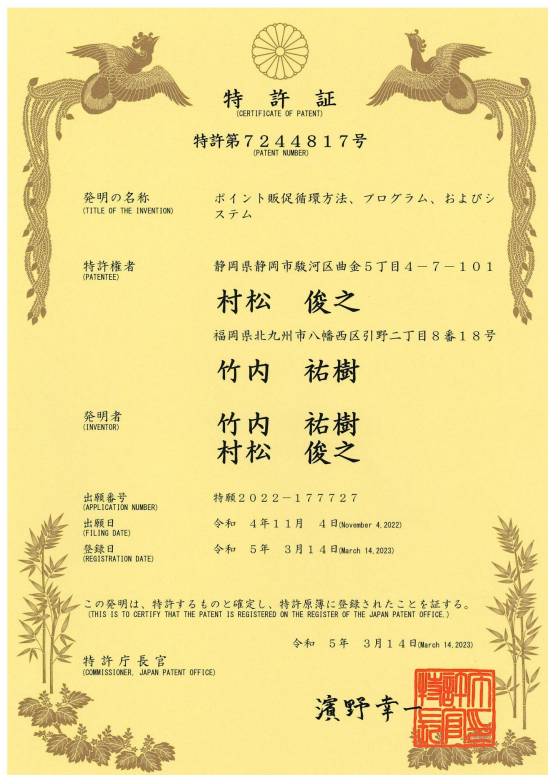 特許証
(CERTIFICATE OF PATENT)
特許第7244817号
(PATENT NUMBER)
発明の名称
(TITLE OF THE INVENTION)
ポイント販促循環方法、プログラム、およびシ
ステム
特許権者
(PATENTEE)
静岡県静岡市駿河区曲金5丁目4-7-101
村松 俊之
福岡県北九州市八幡西区引野二丁目8番18号
竹内 祐樹
発明者
(INVENTOR)
竹内 祐樹
村松 俊之
出願番号
(APPLICATION NUMBER)
特願2022-177727
出願日
(FILING DATE)
令和 4年11月 4日(November 4,2022)
登録日
(REGISTRATION DATE)
令和 5年 3月14日(March 14,2023)
この発明は、特許するものと確定し、特許原簿に登録されたことを証する。
(THIS IS TO CERTIFY THAT THE PATENT IS REGISTERED ON THE REGISTER OF THE JAPAN PATENT OFFICE.)
令和 5年 3月14日(March 14,2023)
特許庁長官
(COMMISSIONER, JAPAN PATENT OFFICE)
濱野幸一